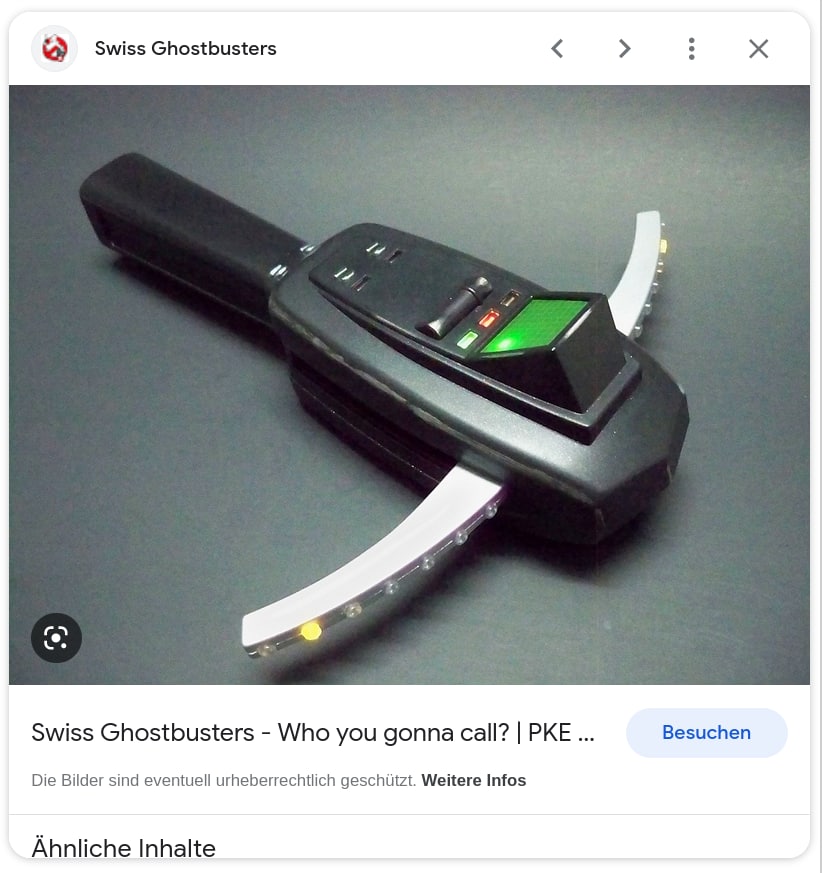 Swiss Ghostbusters
Swiss Ghostbusters - Who you gonna call? | PKE ...
Besuchen
Die Bilder sind eventuell urheberrechtlich geschützt. Weitere Infos
Ähnliche Inhalte